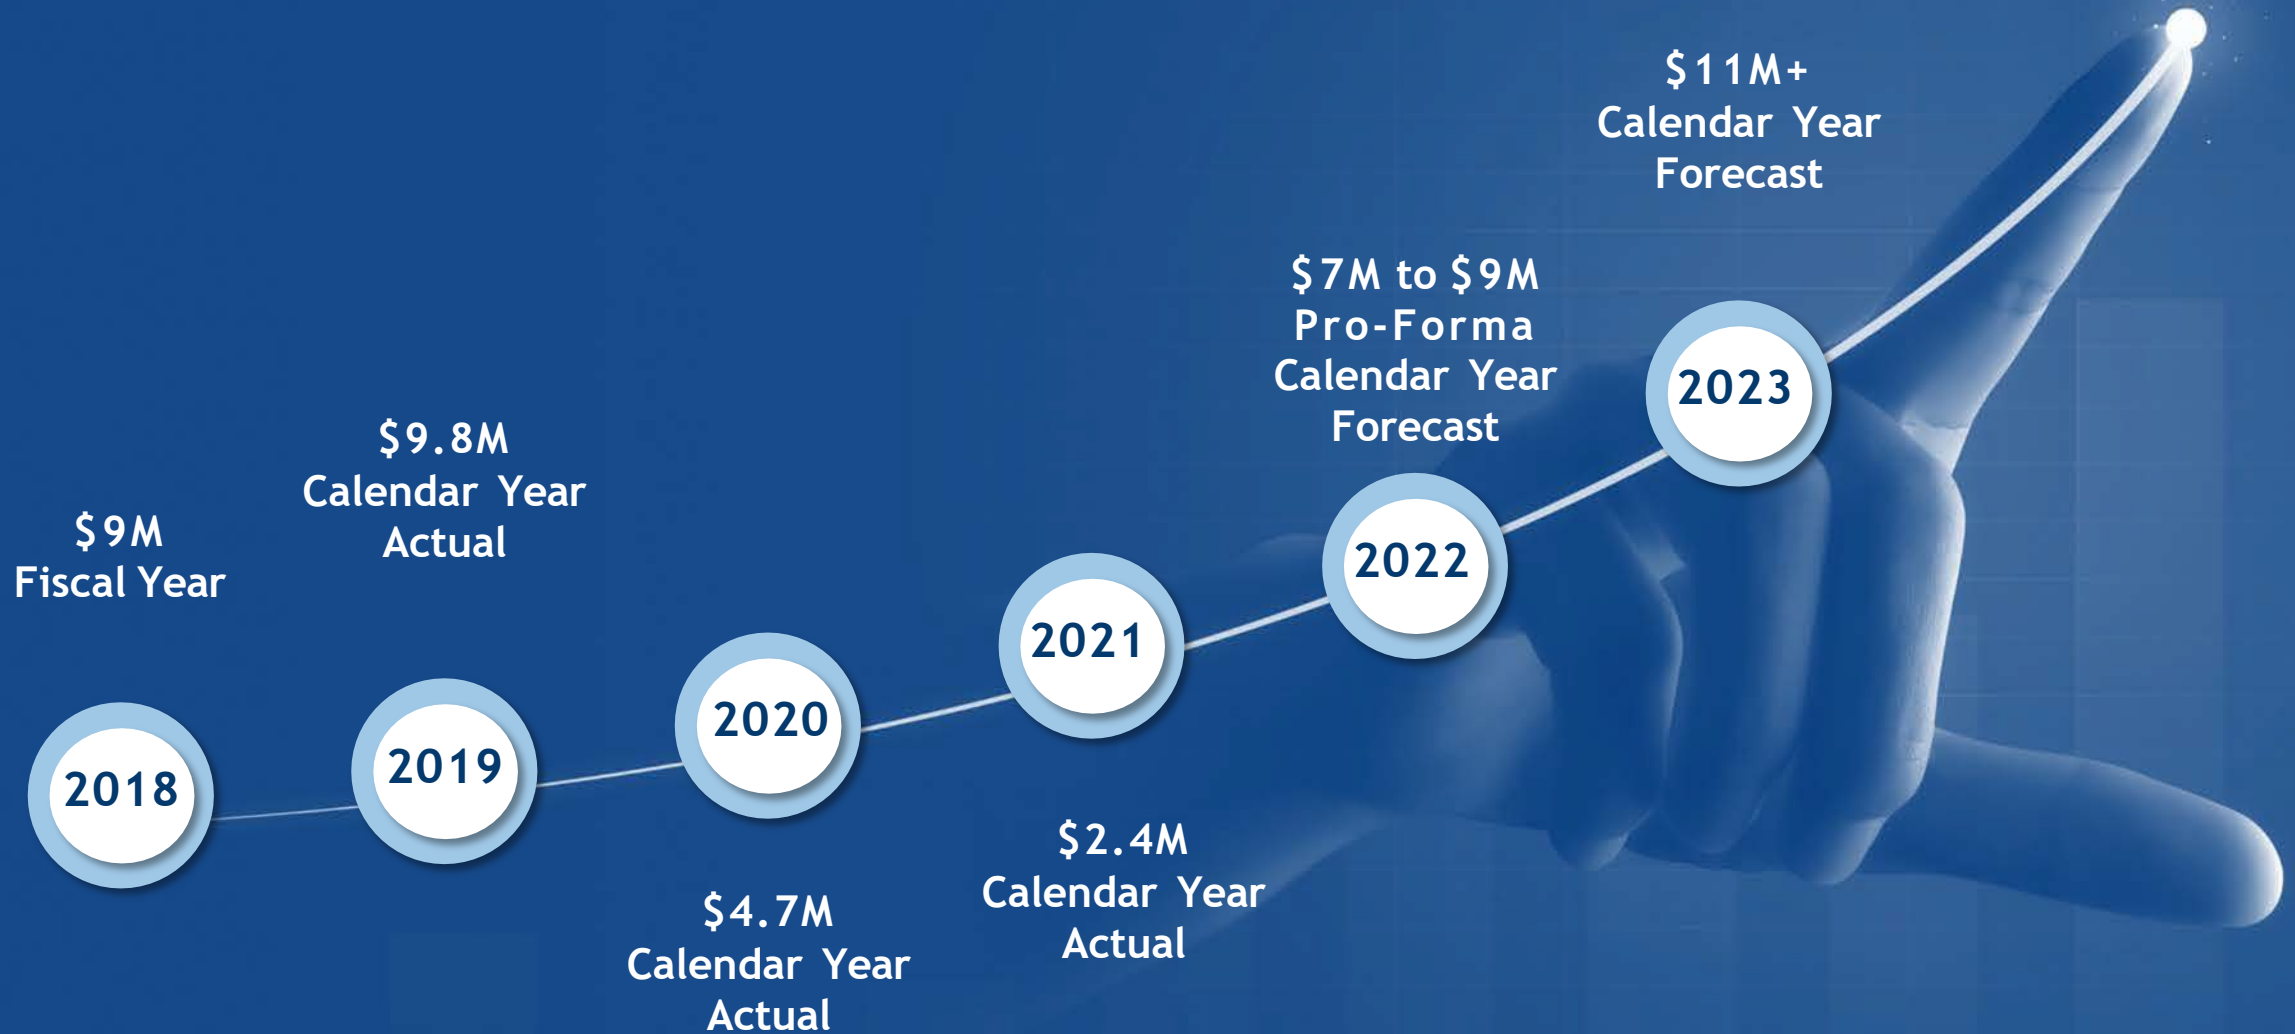 $9M
Fiscal Year
2018
$9.8M
Calendar Year
Actual
2019
2020
$4.7M
Calendar Year
Actual
2021
$2.4M
Calendar Year
Actual
$7M to $9M
Pro-Forma
Calendar Year
Forecast
2022
$11M+
Calendar Year
Forecast
2023